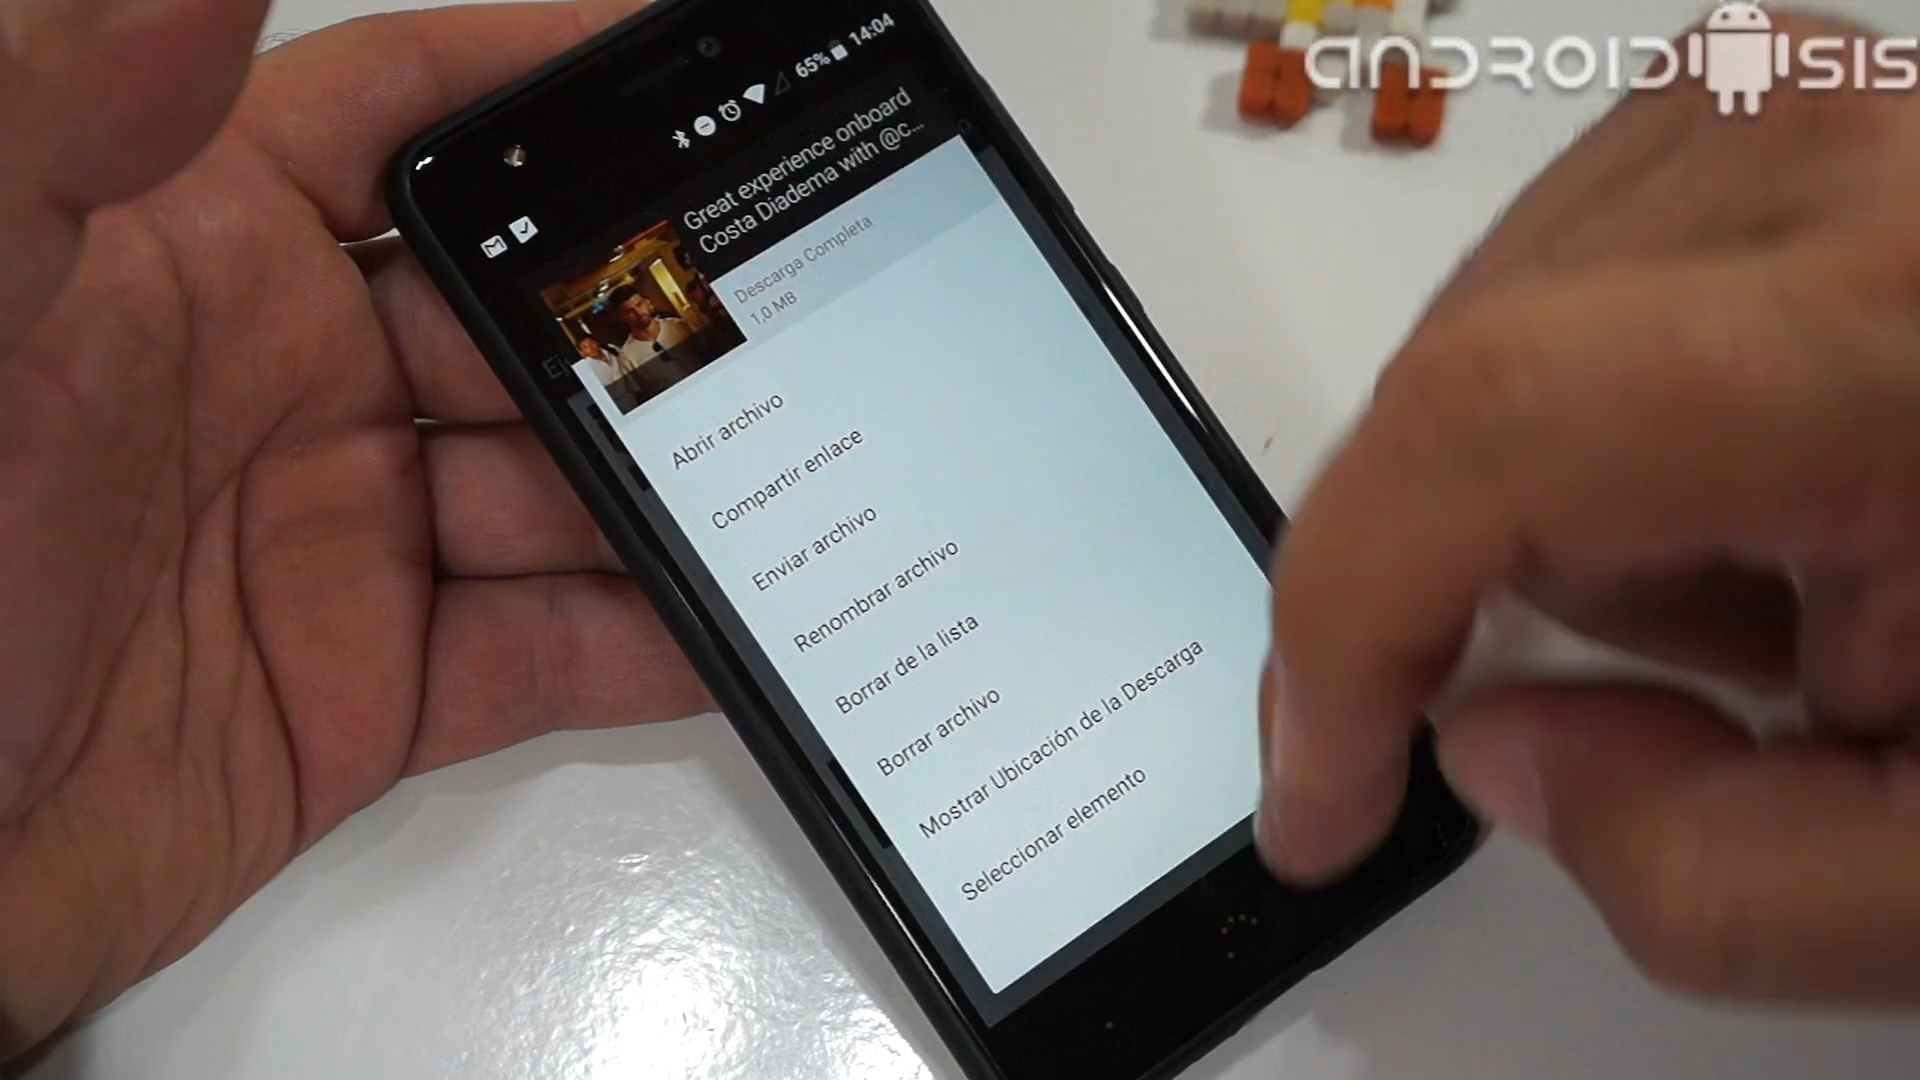 ANDROIDSIS
65% 14:04
Great experience onboard
Costa Diadema with @c...
Descarga Completa
1,0 MB
Abrir archivo
Compartir enlace
Enviar archivo
Renombrar archivo
Borrar de la lista
Borrar archivo
Mostrar Ubicación de la Descarga
Seleccionar elemento